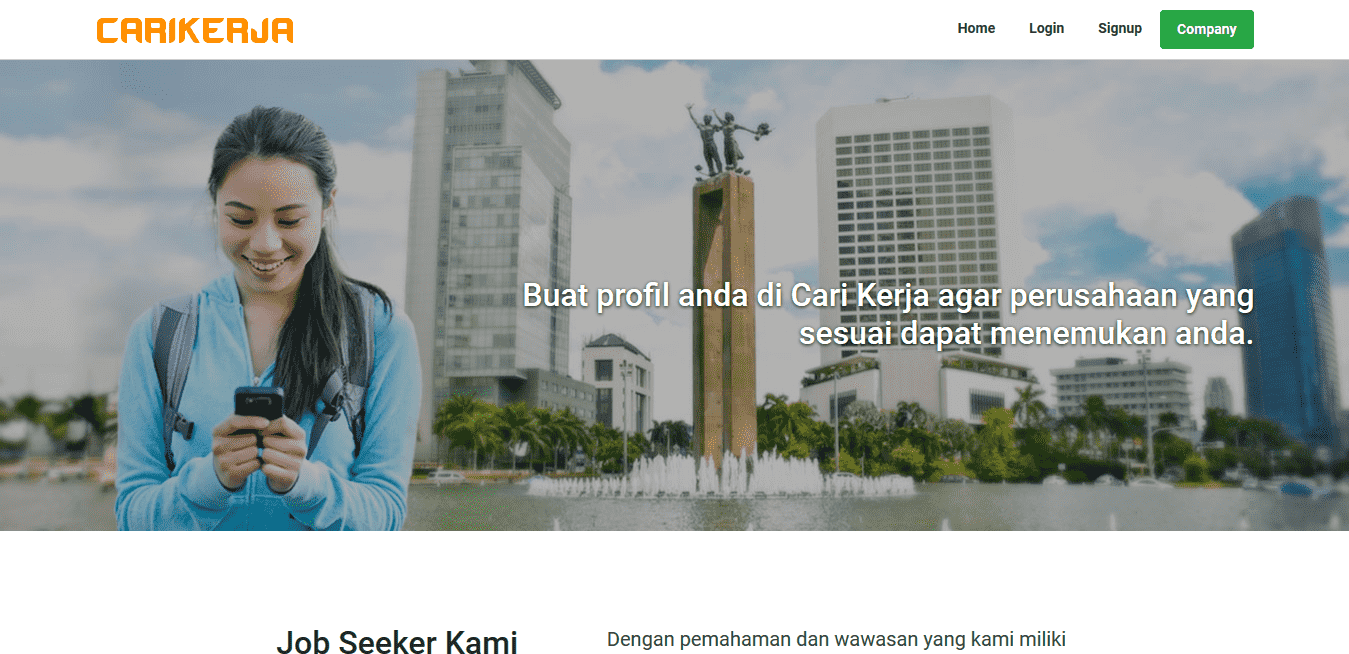 CARIKERJA
Home Login Signup Company
Buat profil anda di Cari Kerja agar perusahaan yang
sesuai dapat menemukan anda.
Job Seeker Kami
Dengan pemahaman dan wawasan yang kami miliki